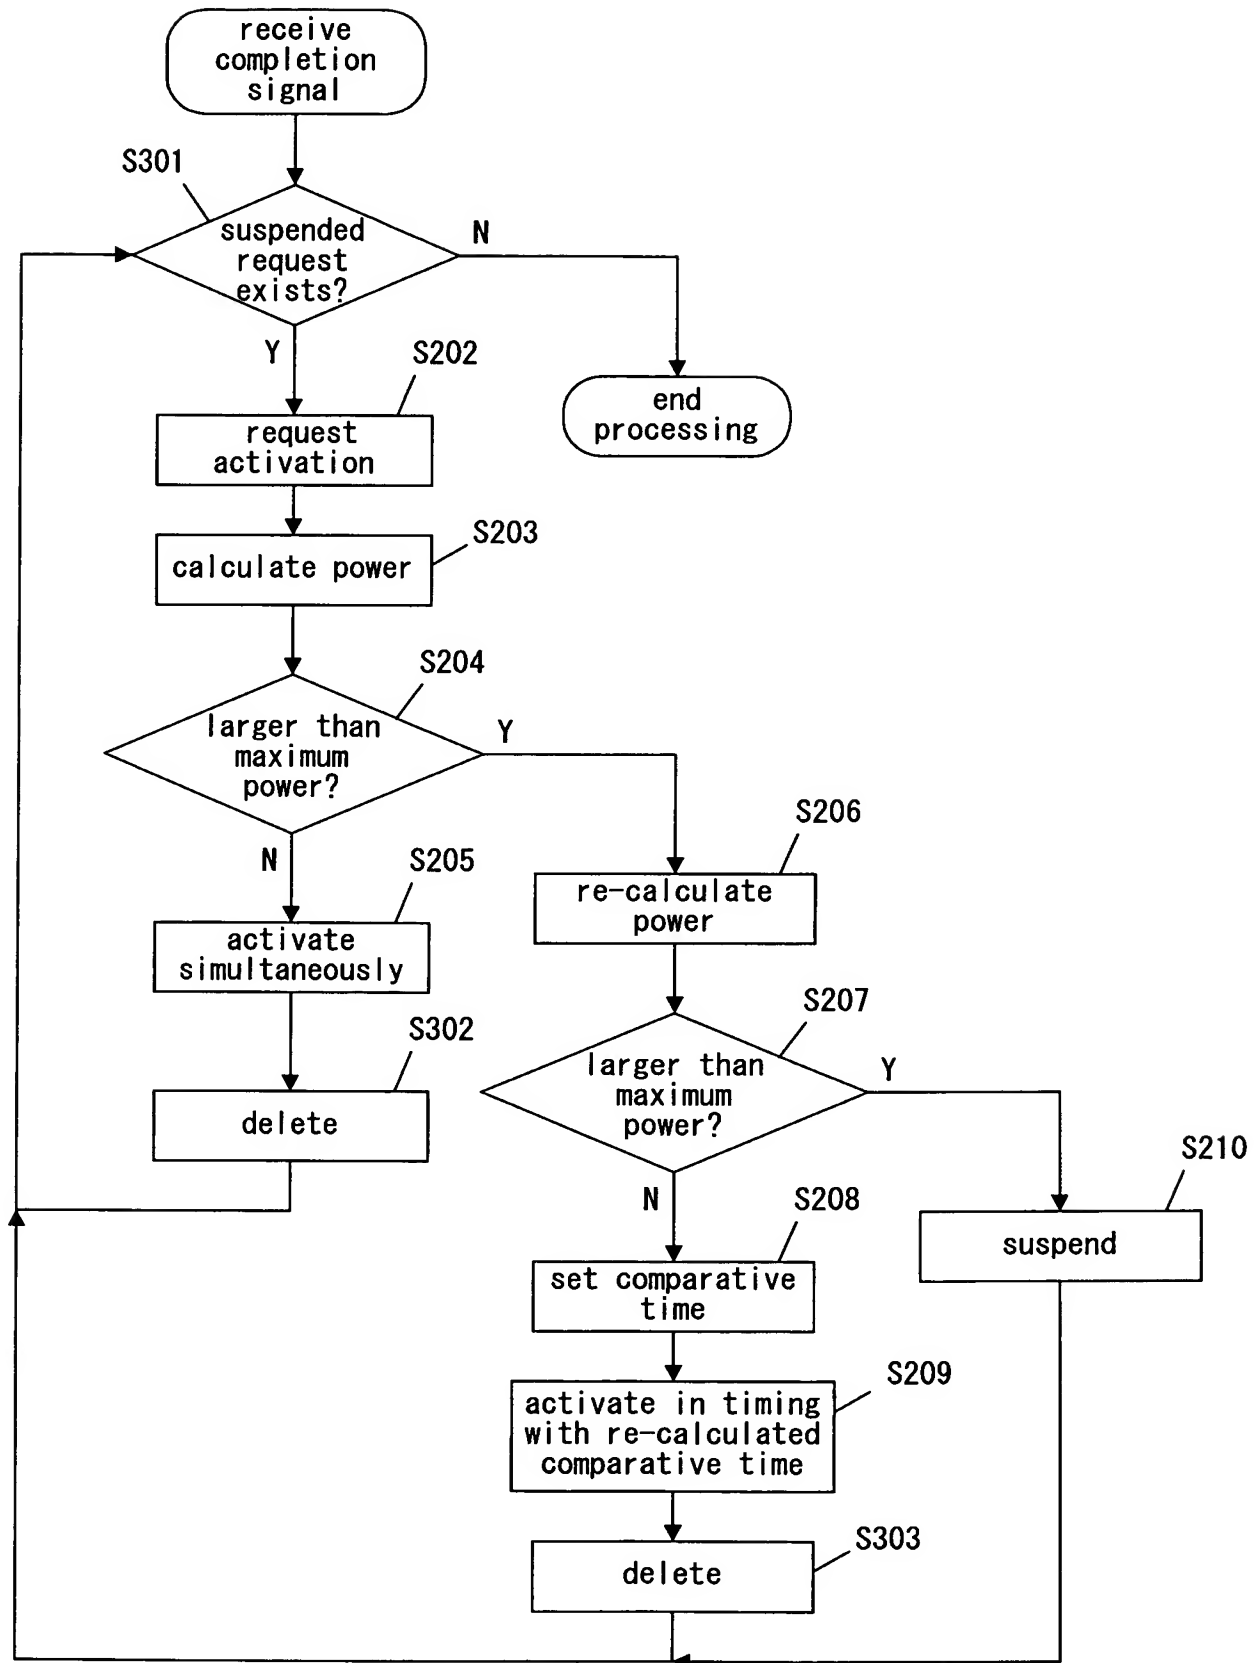 receive
completion
signal
S301
suspended
request
exists?
N
Y
S202
end
processing
request
activation
S203
calculate power
S204
larger than
maximum
power?
Y
S206
N
S205
re-calculate
power
activate
simultaneously
S207
S302
larger than
maximum
power?
Y
delete
S210
N
S208
suspend
set comparative
time
S209
activate in timing
with re-calculated
comparative time
S303
delete